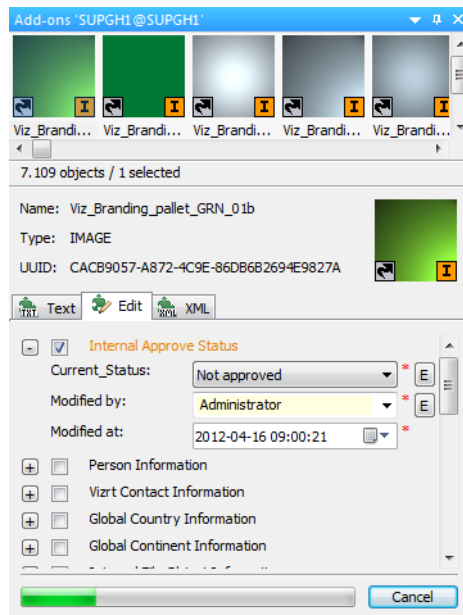 Add-ons 'SUPGH1@SUPGH1'
I I I I I
Viz_Brandi... Viz_Brandi... Viz_Brandi... Viz_Brandi... Viz_Brandi...
7.109 objects / 1 selected
Name: Viz_Branding_pallet_GRN_01b
Type: IMAGE
UUID: CACB9057-A872-4C9E-86DB6B2694E9827A
I
TXT Text Edit XML XML
Internal Approve Status
Current_Status: Not approved * E
Modified by: Administrator * E
Modified at: 2012-04-16 09:00:21 *
Person Information
Vizrt Contact Information
Global Country Information
Global Continent Information
Cancel